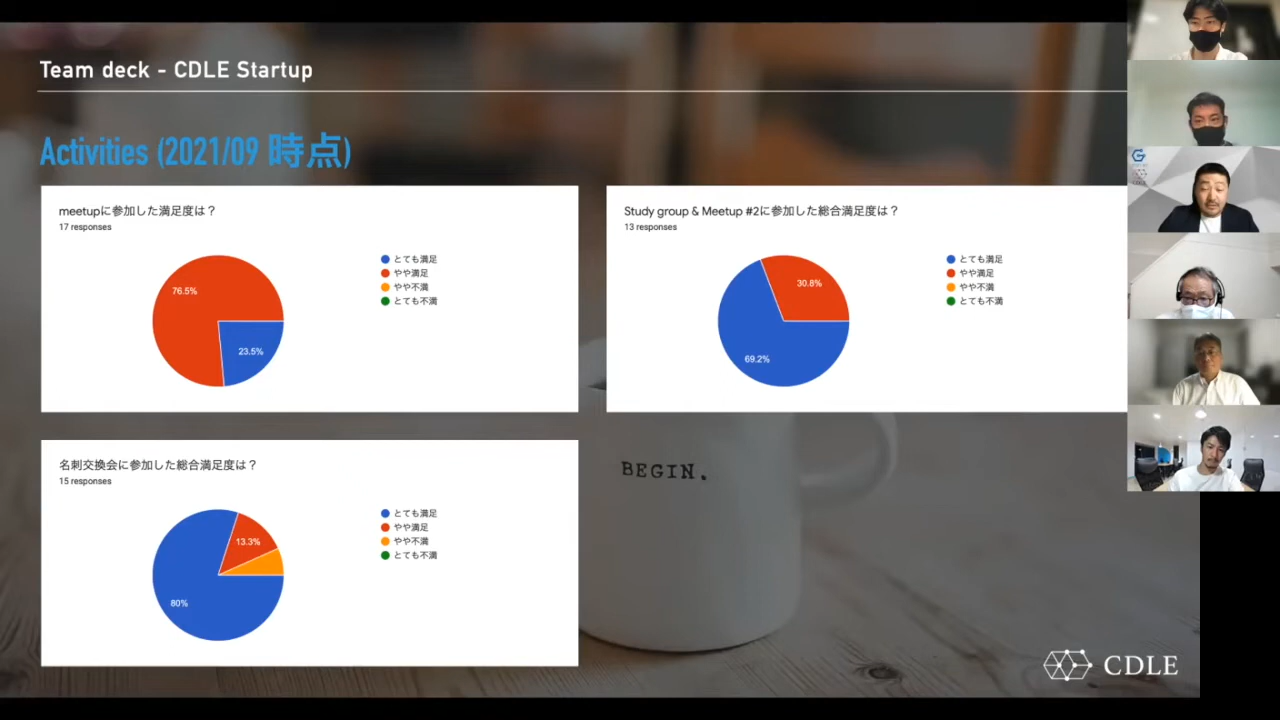 Team deck - CDLE Startup
Activities (2021/09 時点)
meetupに参加した満足度は？
17 responses
76.5%
23.5%
とても満足
やや満足
やや不満
とても不満
Study group & Meetup #2に参加した総合満足度は？
13 responses
30.8%
69.2%
とても満足
やや満足
やや不満
とても不満
名刺交換会に参加した総合満足度は？
15 responses
13.3%
80%
とても満足
やや満足
やや不満
とても不満
BEGIN.
CDLE